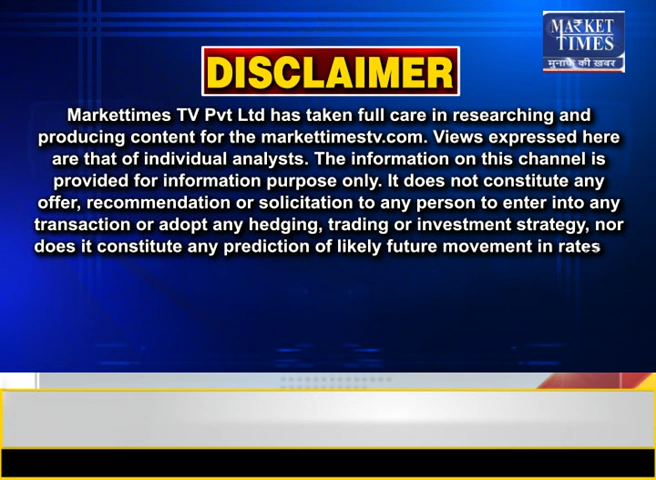 MARKET
TIMES
मुनाफे की ख़बर
DISCLAIMER
Markettimes TV Pvt Ltd has taken full care in researching and
producing content for the markettimestv.com. Views expressed here
are that of individual analysts. The information on this channel is
provided for information purpose only. It does not constitute any
offer, recommendation or solicitation to any person to enter into any
transaction or adopt any hedging, trading or investment strategy, nor
does it constitute any prediction of likely future movement in rates